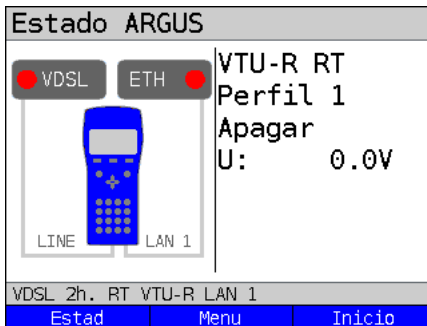 Estado ARGUS
VDSL ETH
VTU-R RT
Perfil 1
Apagar
U: 0.0V
LINE LAN 1
VDSL 2h. RT VTU-R LAN 1
Estad Menu Inicio